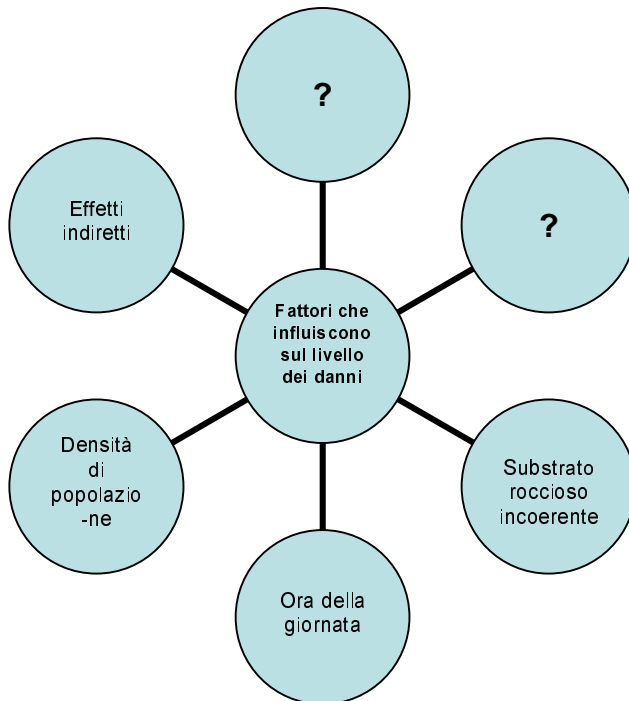 ?
Effetti
indiretti
?
Fattori che
influiscono
sul livello
dei danni
Densità
di
popolazio
-ne
Substrato
roccioso
incoerente
Ora della
giornata